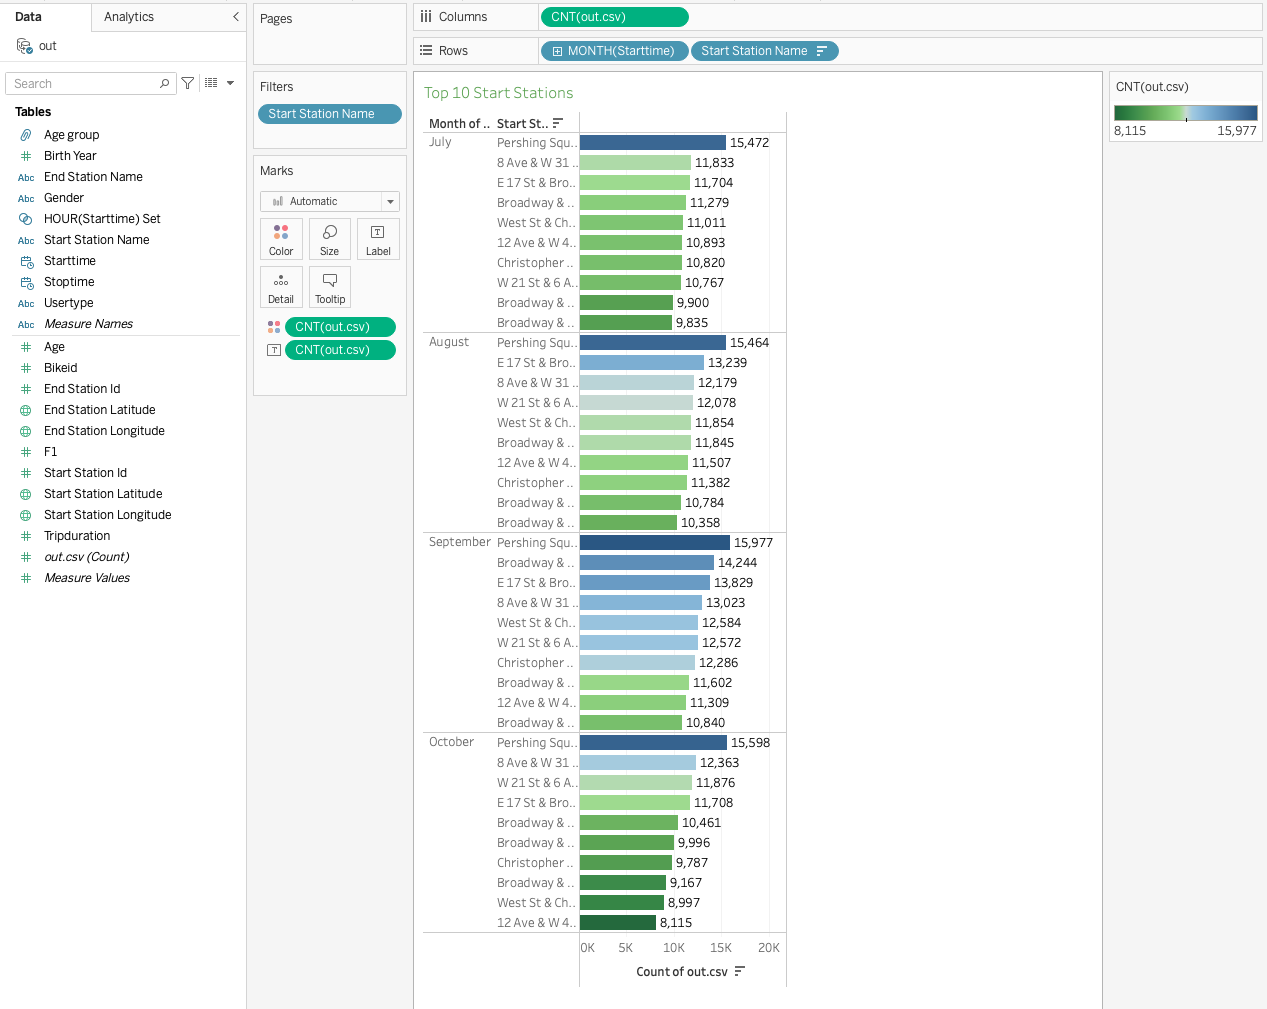 Data
Analytics
out
Search
Tables
Age group
Birth Year
Abc End Station Name
Abc Gender
HOUR(Starttime) Set
Abc Start Station Name
Starttime
Stoptime
Abc Usertype
Abc Measure Names
Age
Bikeid
End Station Id
End Station Latitude
End Station Longitude
F1
Start Station Id
Start Station Latitude
Start Station Longitude
Tripduration
out.csv (Count)
Measure Values
Pages
Filters
Start Station Name
Marks
Automatic
Color Size Label
Detail Tooltip
CNT(out.csv)
T CNT(out.csv)
Columns CNT(out.csv)
Rows MONTH(Starttime) Start Station Name
Top 10 Start Stations
Month of .. Start St..
July Pershing Squ.. 15,472
8 Ave & W 31 .. 11,833
E 17 St & Bro.. 11,704
Broadway & .. 11,279
West St & Ch.. 11,011
12 Ave & W 4.. 10,893
Christopher .. 10,820
W 21 St & 6 A.. 10,767
Broadway & .. 9,900
Broadway & .. 9,835
August Pershing Squ.. 15,464
E 17 St & Bro.. 13,239
8 Ave & W 31 .. 12,179
W 21 St & 6 A.. 12,078
West St & Ch.. 11,854
Broadway & .. 11,845
12 Ave & W 4.. 11,507
Christopher .. 11,382
Broadway & .. 10,784
Broadway & .. 10,358
September Pershing Squ.. 15,977
Broadway & .. 14,244
E 17 St & Bro.. 13,829
8 Ave & W 31 .. 13,023
West St & Ch.. 12,584
W 21 St & 6 A.. 12,572
Christopher .. 12,286
Broadway & .. 11,602
12 Ave & W 4.. 11,309
Broadway & .. 10,840
October Pershing Squ.. 15,598
8 Ave & W 31 .. 12,363
W 21 St & 6 A.. 11,876
E 17 St & Bro.. 11,708
Broadway & .. 10,461
Broadway & .. 9,996
Christopher .. 9,787
Broadway & .. 9,167
West St & Ch.. 8,997
12 Ave & W 4.. 8,115
0K 5K 10K 15K 20K
Count of out.csv
CNT(out.csv)
8,115 15,977